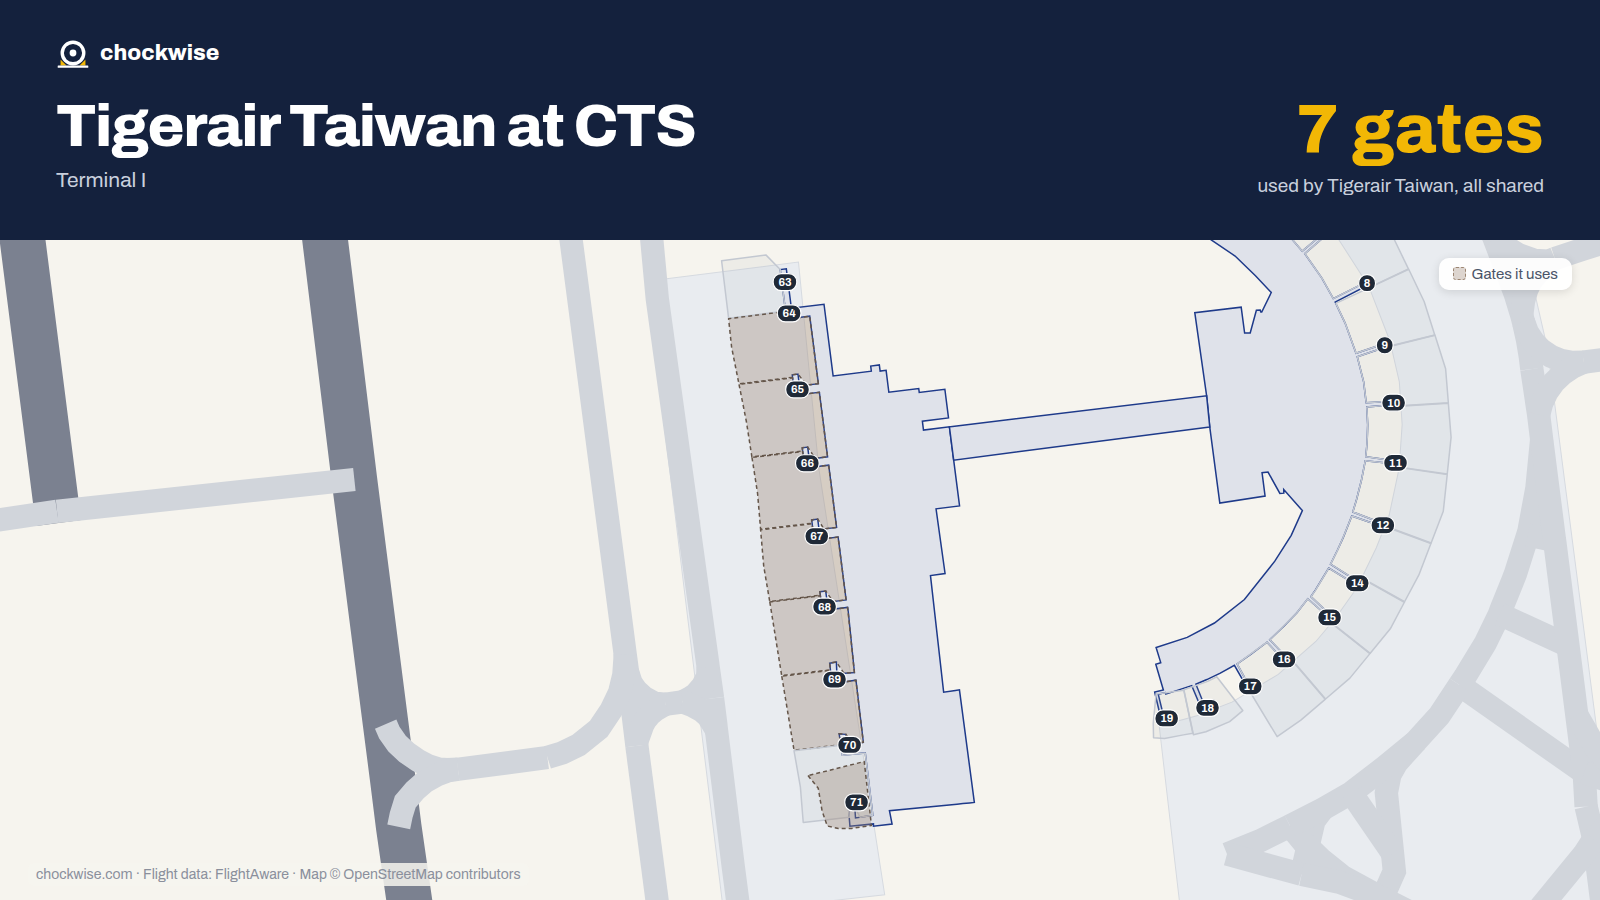 chockwise
Tigerair Taiwan at CTS
Terminal I
7 gates
used by Tigerair Taiwan, all shared
Gates it uses
63
64
65
66
67
68
69
70
71
8
9
10
11
12
14
15
16
17
18
19
chockwise.com · Flight data: FlightAware · Map © OpenStreetMap contributors